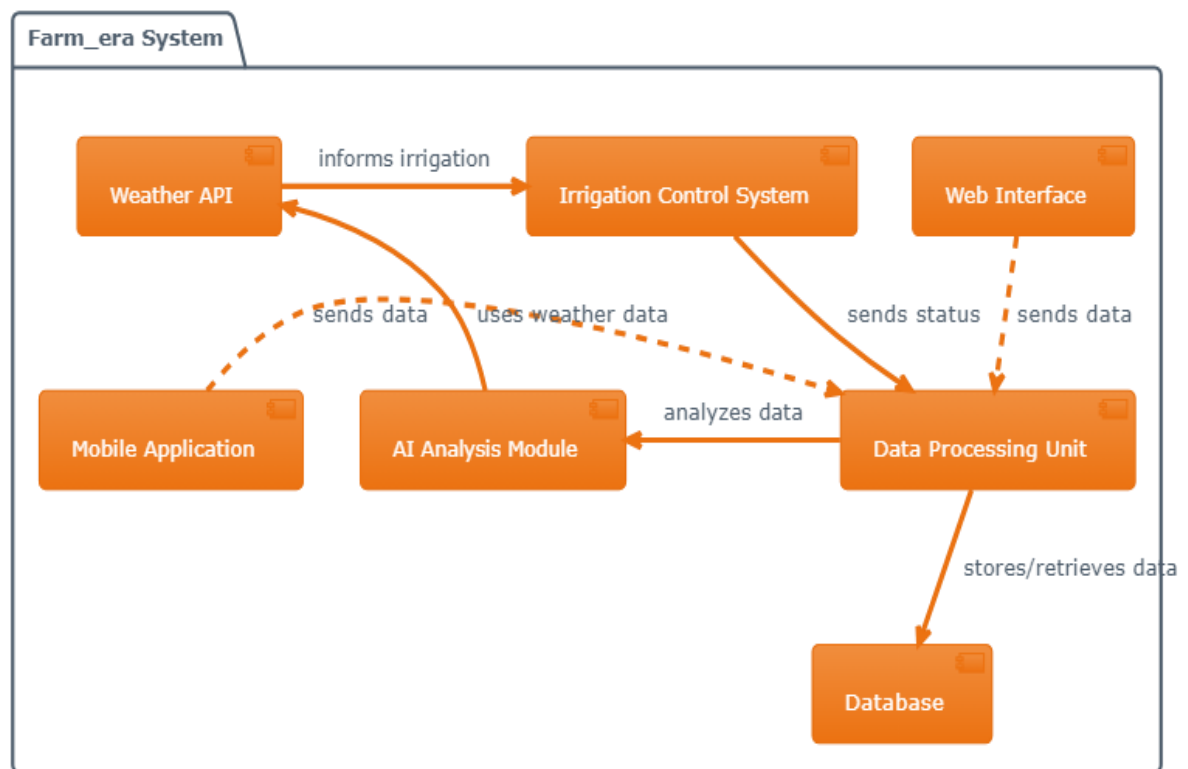 Farm_era System
Weather API
informs irrigation
Irrigation Control System
Web Interface
sends data
uses weather data
sends status
sends data
Mobile Application
AI Analysis Module
analyzes data
Data Processing Unit
stores/retrieves data
Database